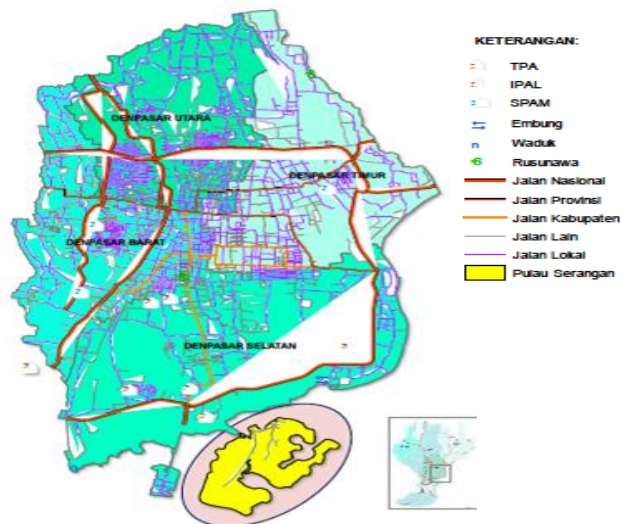 KETERANGAN:
TPA
IPAL
SPAM
Embung
Waduk
Rusunawa
Jalan Nasional
Jalan Provinsi
Jalan Kabupaten
Jalan Lain
Jalan Lokal
Pulau Serangan
DENPASAR UTARA
DENPASAR TIMUR
DENPASAR BARAT
DENPASAR SELATAN